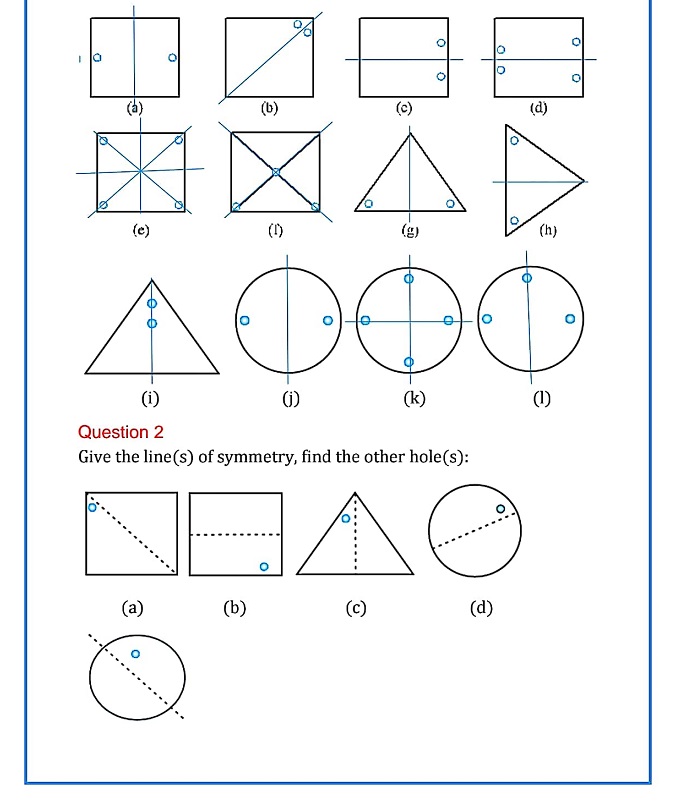 (a) (b) (c) (d)
(e) (f) (g) (h)
(i) (j) (k) (l)
Question 2
Give the line(s) of symmetry, find the other hole(s):
(a) (b) (c) (d)